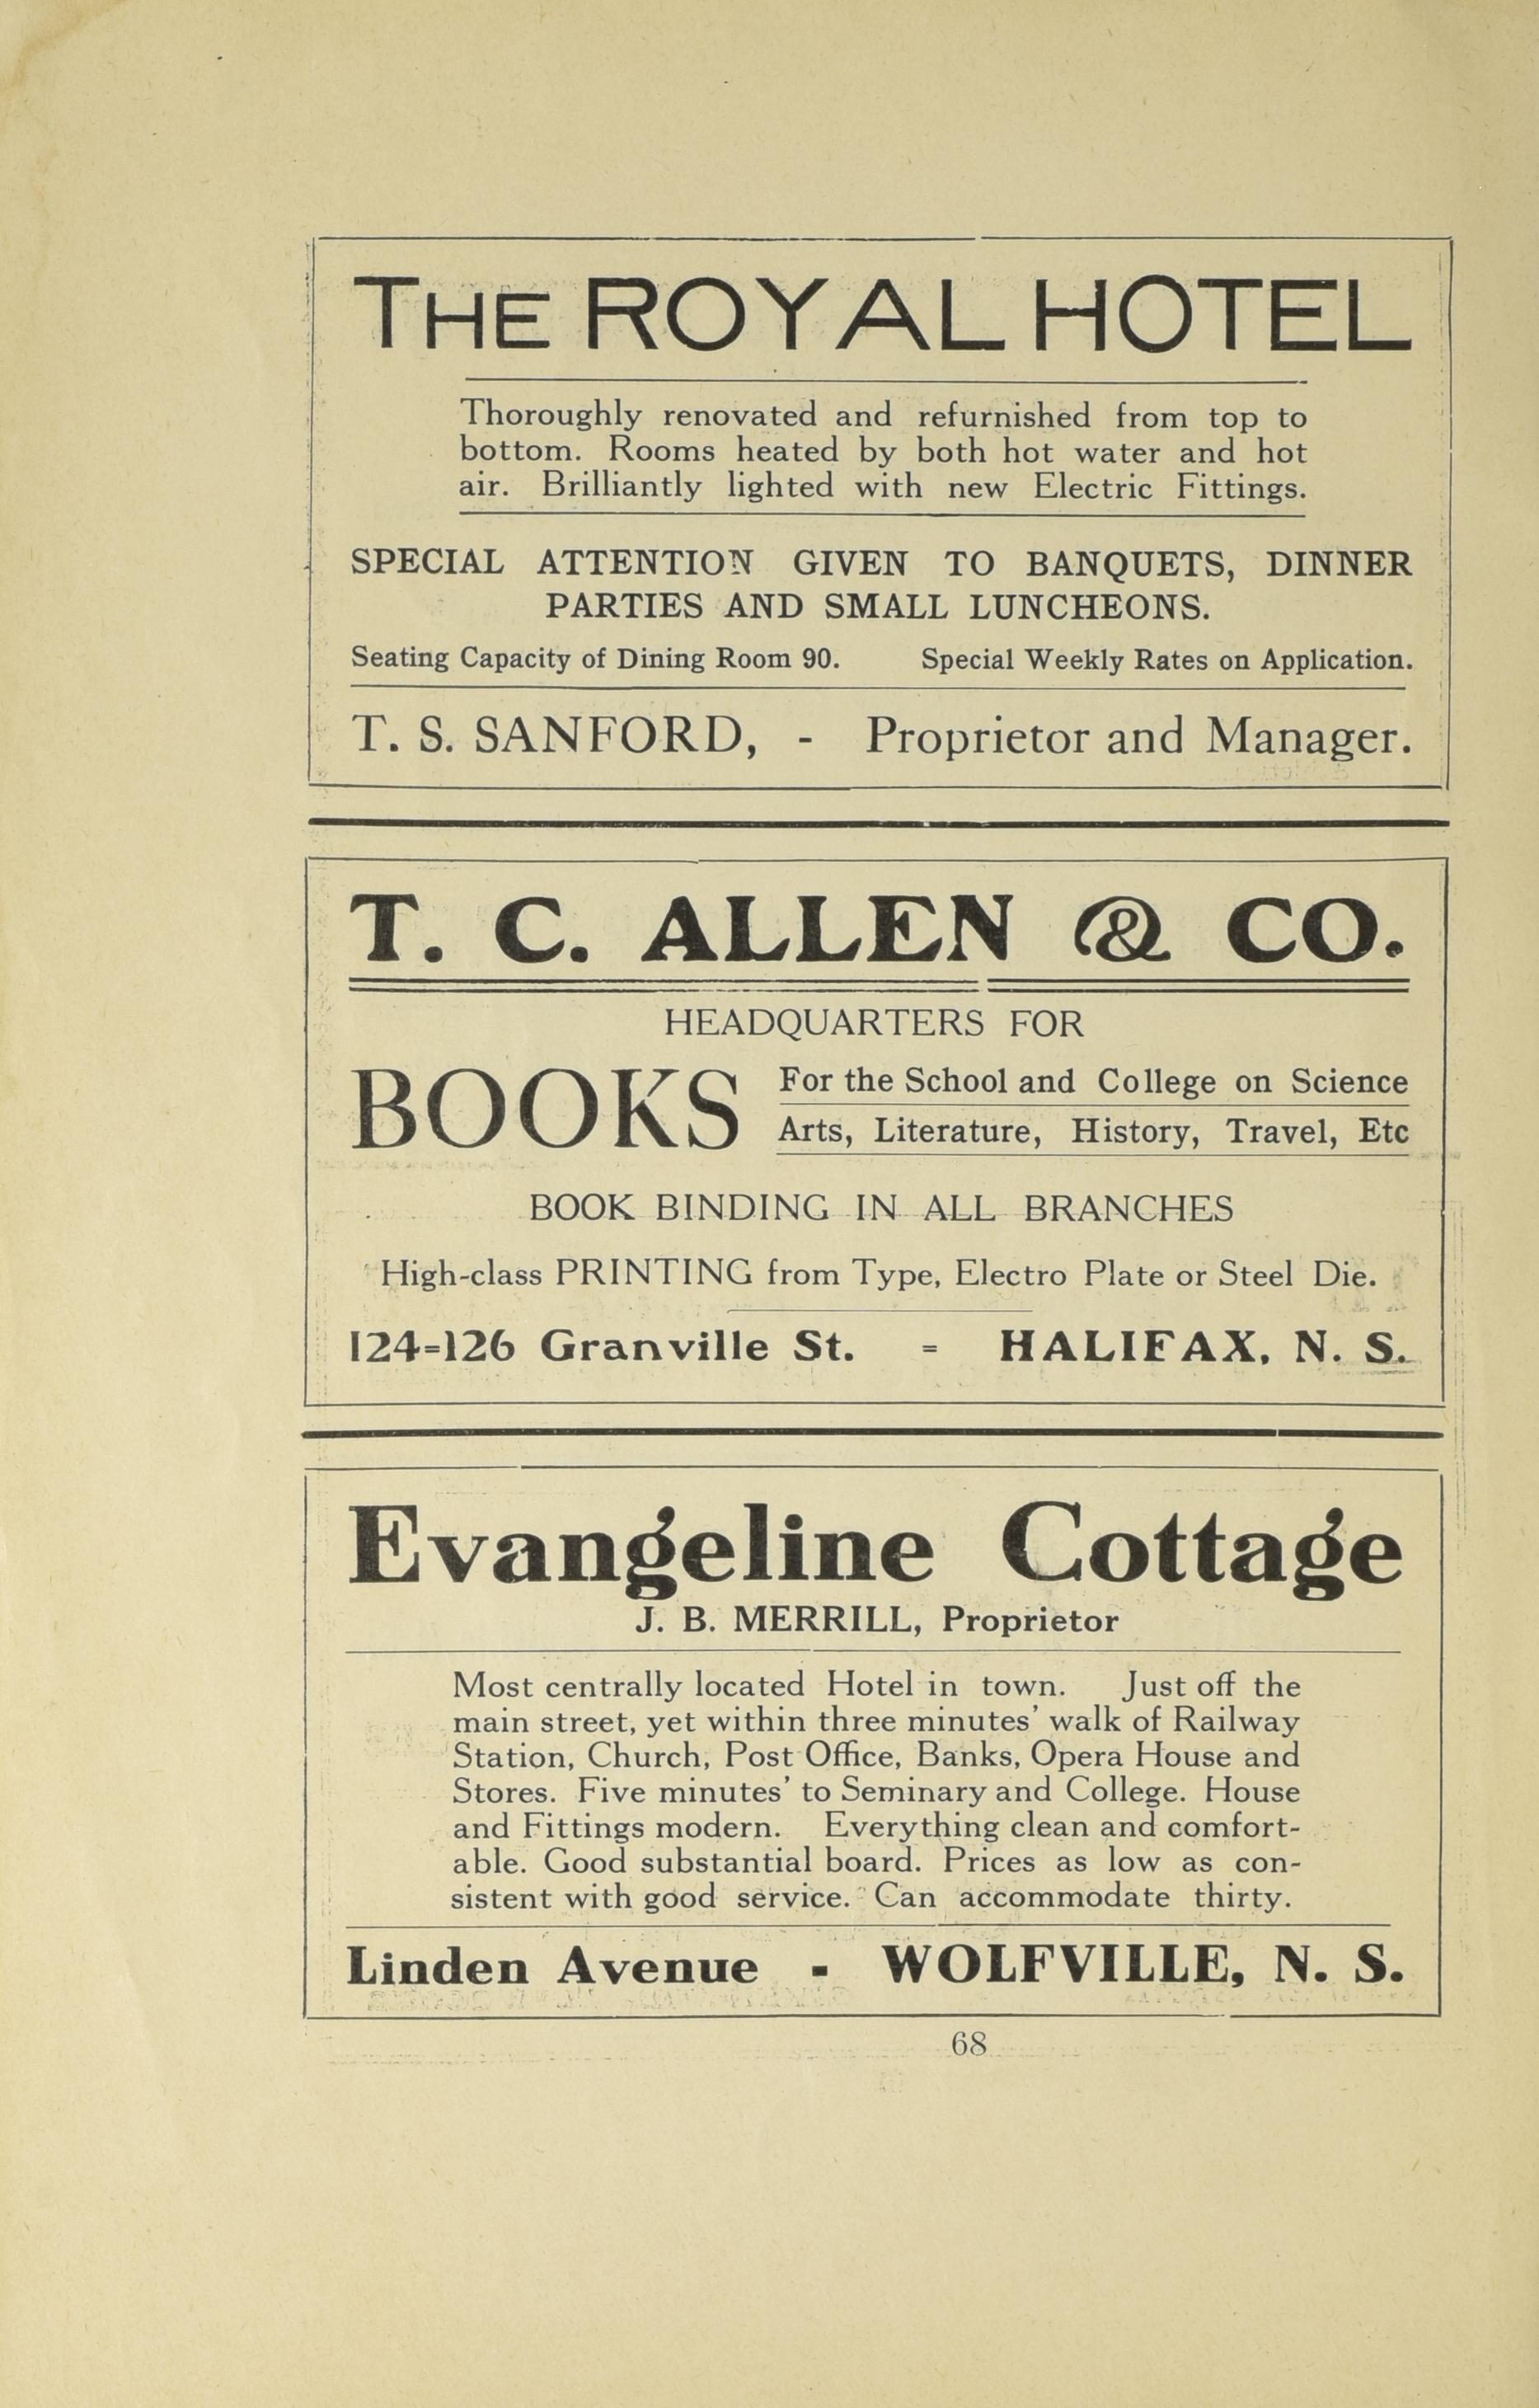 THE ROYAL HOTEL
Thoroughly renovated and refurnished from top to
bottom. Rooms heated by both hot water and hot
air. Brilliantly lighted with new Electric Fittings.
SPECIAL ATTENTION GIVEN TO BANQUETS, DINNER
PARTIES AND SMALL LUNCHEONS.
Seating Capacity of Dining Room 90. Special Weekly Rates on Application.
T. S. SANFORD, - Proprietor and Manager.
T. C. ALLEN & CO.
HEADQUARTERS FOR
BOOKS
For the School and College on Science
Arts, Literature, History, Travel, Etc
BOOK BINDING IN ALL BRANCHES
High-class PRINTING from Type, Electro Plate or Steel Die.
124=126 Granville St. = HALIFAX, N. S.
Evangeline Cottage
J. B. MERRILL, Proprietor
Most centrally located Hotel in town. Just off the
main street, yet within three minutes' walk of Railway
Station, Church, Post Office, Banks, Opera House and
Stores. Five minutes' to Seminary and College. House
and Fittings modern. Everything clean and comfort-
able. Good substantial board. Prices as low as con-
sistent with good service. Can accommodate thirty.
Linden Avenue - WOLFVILLE, N. S.
68